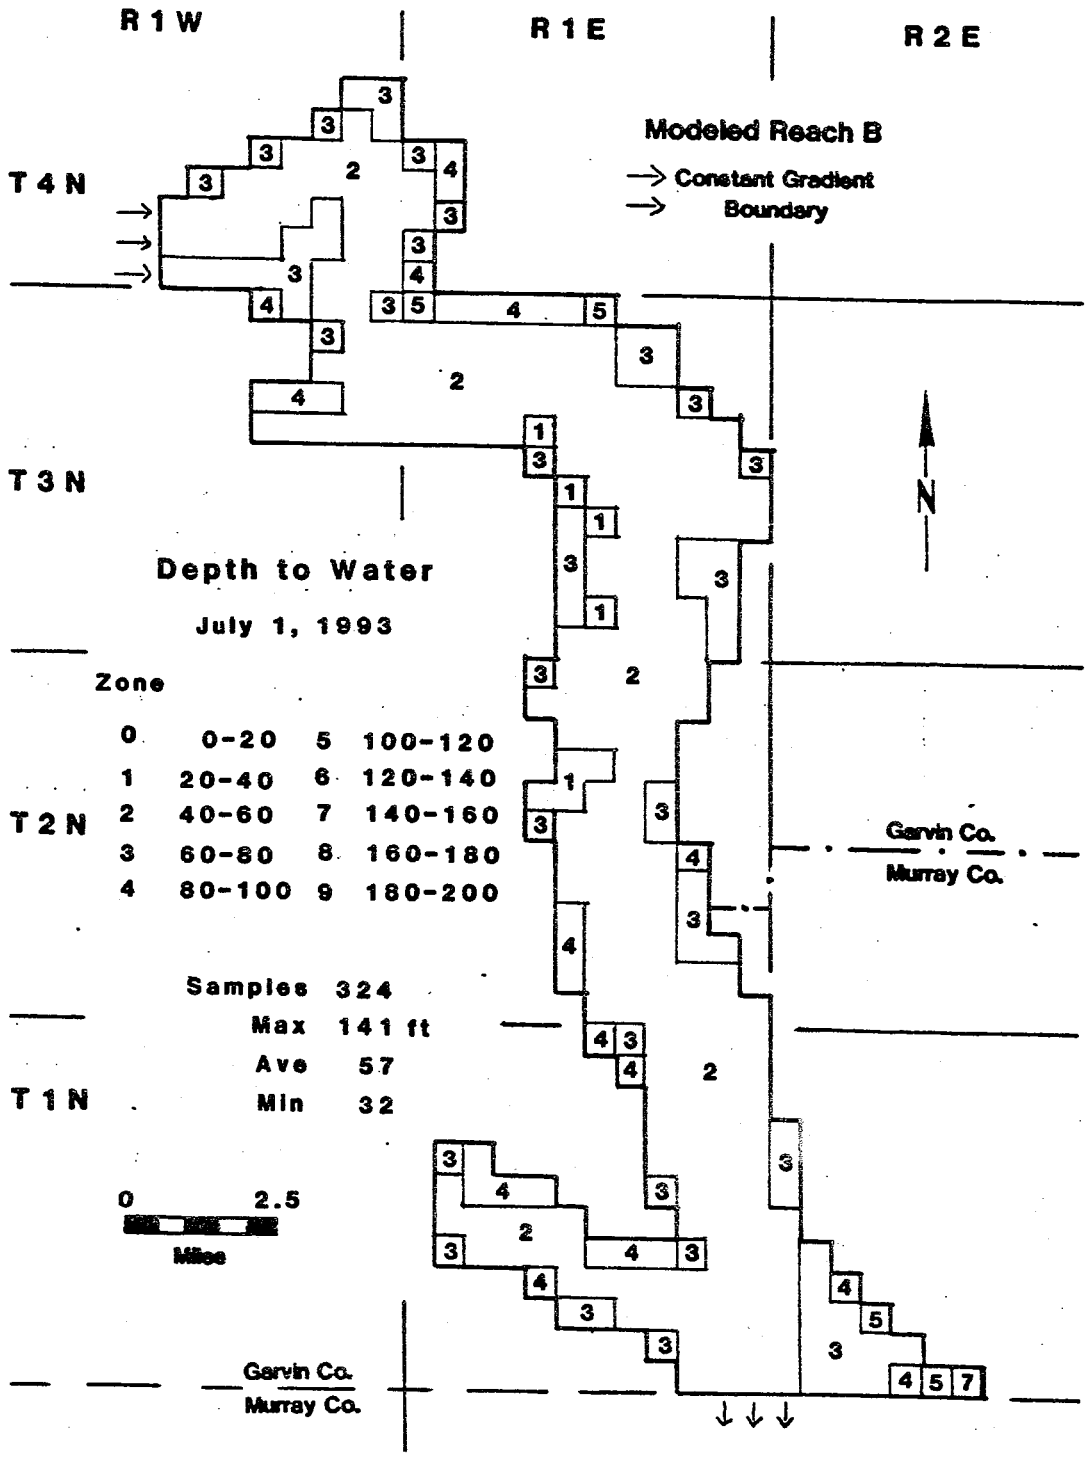 R 1 W
R 1 E
R 2 E
3
Modeled Reach B
3
3
3
4
2
T 4 N
3
Constant Gradient
Boundary
3
3
3
4
4
3
5
4
5
3
3
2
4
3
1
3
3
T 3 N
1
1
Depth to Water
3
3
1
July 1, 1993
3
2
Zone
0 0-20 5 100-120
1 20-40 6 120-140
1
T 2 N
2 40-60 7 140-160
3
3
Garvin Co.
3 60-80 8 160-180
4
Murray Co.
4 80-100 9 180-200
3
4
Samples 324
Max 141 ft
4
3
Ave 57
4
2
T 1 N
Min 32
3
3
4
3
0 2.5
2
Miles
3
4
3
4
4
3
5
3
3
Garvin Co.
4
5
7
Murray Co.
N